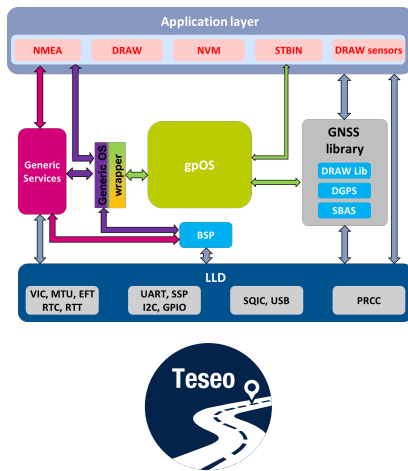 Application layer
NMEA
DRAW
NVM
STBIN
DRAW sensors
Generic
Services
Generic OS
wrapper
gpOS
GNSS
library
DRAW Lib
DGPS
SBAS
BSP
LLD
VIC, MTU, EFT
RTC, RTT
UART, SSP
I2C, GPIO
SQIC, USB
PRCC
Teseo